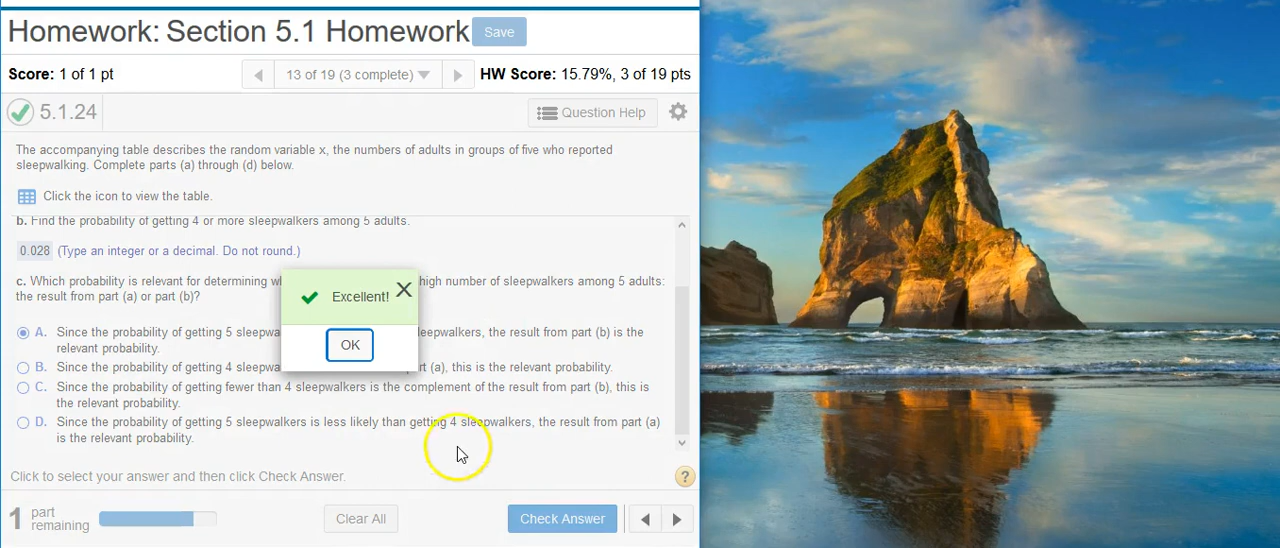 Homework: Section 5.1 Homework Save
Score: 1 of 1 pt 13 of 19 (3 complete) HW Score: 15.79%, 3 of 19 pts
5.1.24 Question Help
The accompanying table describes the random variable x, the numbers of adults in groups of five who reported
sleepwalking. Complete parts (a) through (d) below.
Click the icon to view the table.
b. Find the probability of getting 4 or more sleepwalkers among 5 adults.
0.028 (Type an integer or a decimal. Do not round.)
c. Which probability is relevant for determining wh high number of sleepwalkers among 5 adults:
the result from part (a) or part (b)?
Excellent!
OK
A. Since the probability of getting 5 sleepwa leepwalkers, the result from part (b) is the
relevant probability.
B. Since the probability of getting 4 sleepwa rt (a), this is the relevant probability.
C. Since the probability of getting fewer than 4 sleepwalkers is the complement of the result from part (b), this is
the relevant probability.
D. Since the probability of getting 5 sleepwalkers is less likely than getting 4 sleepwalkers, the result from part (a)
is the relevant probability.
Click to select your answer and then click Check Answer.
?
1 part
remaining
Clear All
Check Answer